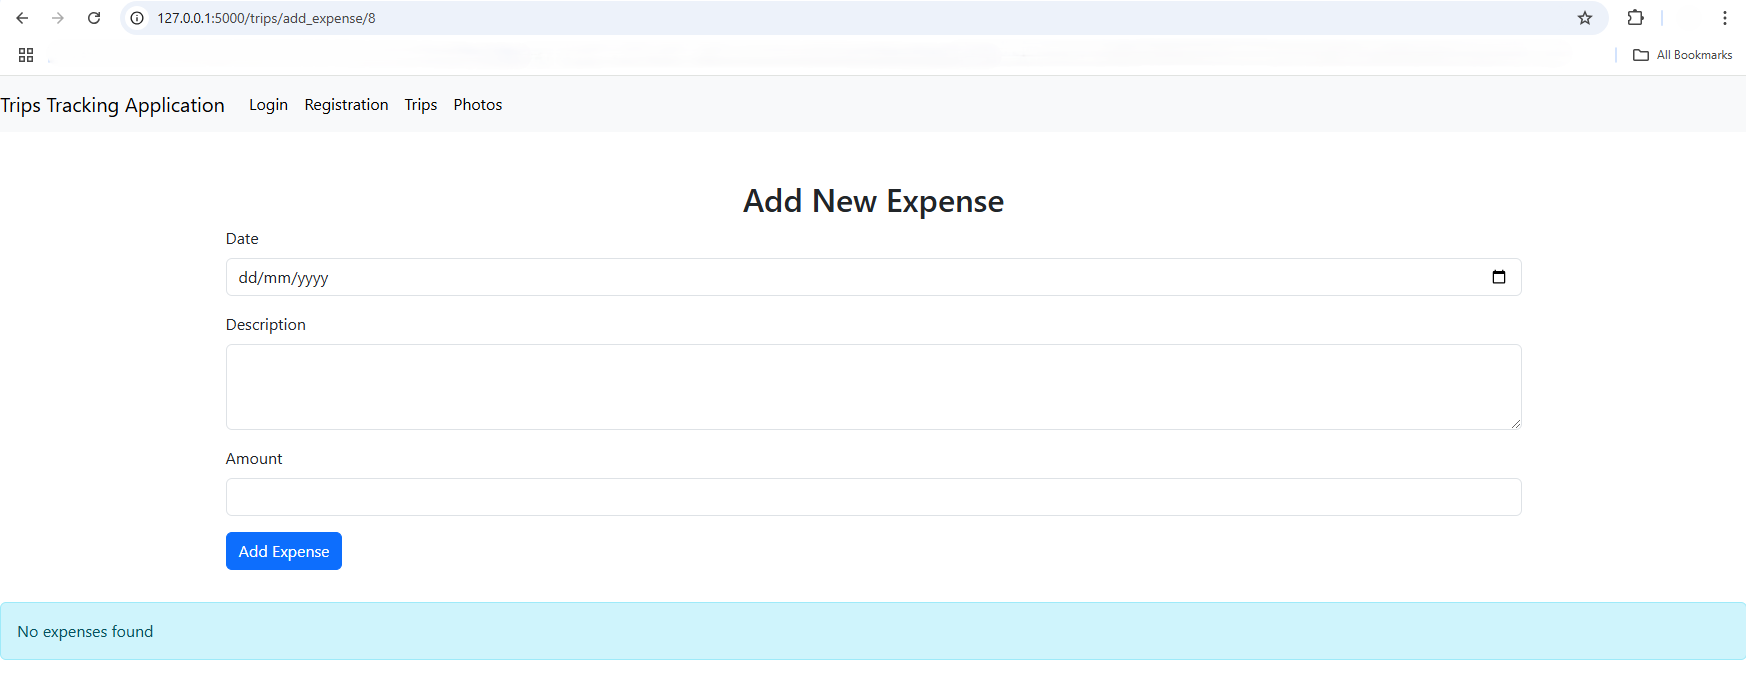 127.0.0.1:5000/trips/add_expense/8
All Bookmarks
Trips Tracking Application Login Registration Trips Photos
Add New Expense
Date
dd/mm/yyyy
Description
Amount
Add Expense
No expenses found